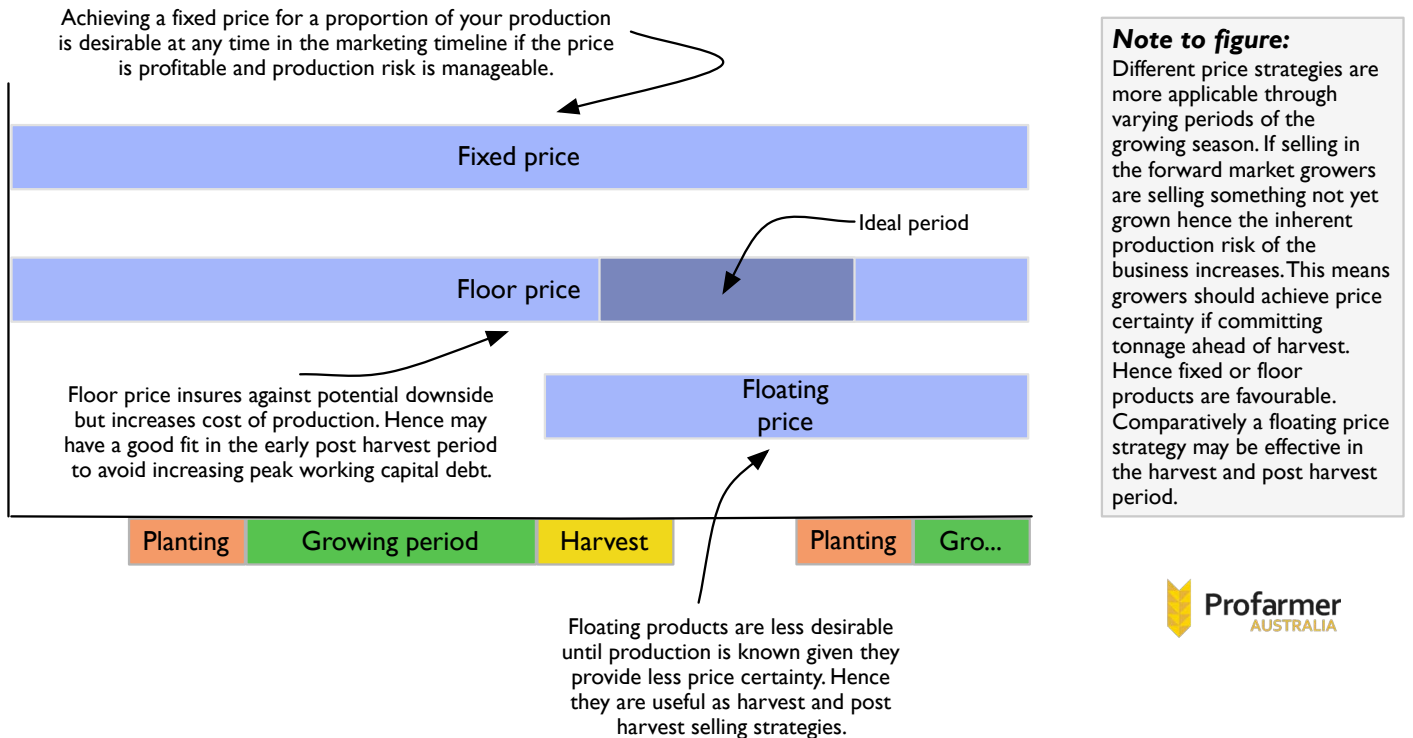 Achieving a fixed price for a proportion of your production
is desirable at any time in the marketing timeline if the price
is profitable and production risk is manageable.
Fixed price
Ideal period
Floor price
Floor price insures against potential downside
but increases cost of production. Hence may
have a good fit in the early post harvest period
to avoid increasing peak working capital debt.
Floating
price
Planting
Growing period
Harvest
Planting
Gro...
Floating products are less desirable
until production is known given they
provide less price certainty. Hence
they are useful as harvest and post
harvest selling strategies.
Note to figure:
Different price strategies are
more applicable through
varying periods of the
growing season. If selling in
the forward market growers
are selling something not yet
grown hence the inherent
production risk of the
business increases. This means
growers should achieve price
certainty if committing
tonnage ahead of harvest.
Hence fixed or floor
products are favourable.
Comparatively a floating price
strategy may be effective in
the harvest and post harvest
period.
Profarmer
AUSTRALIA